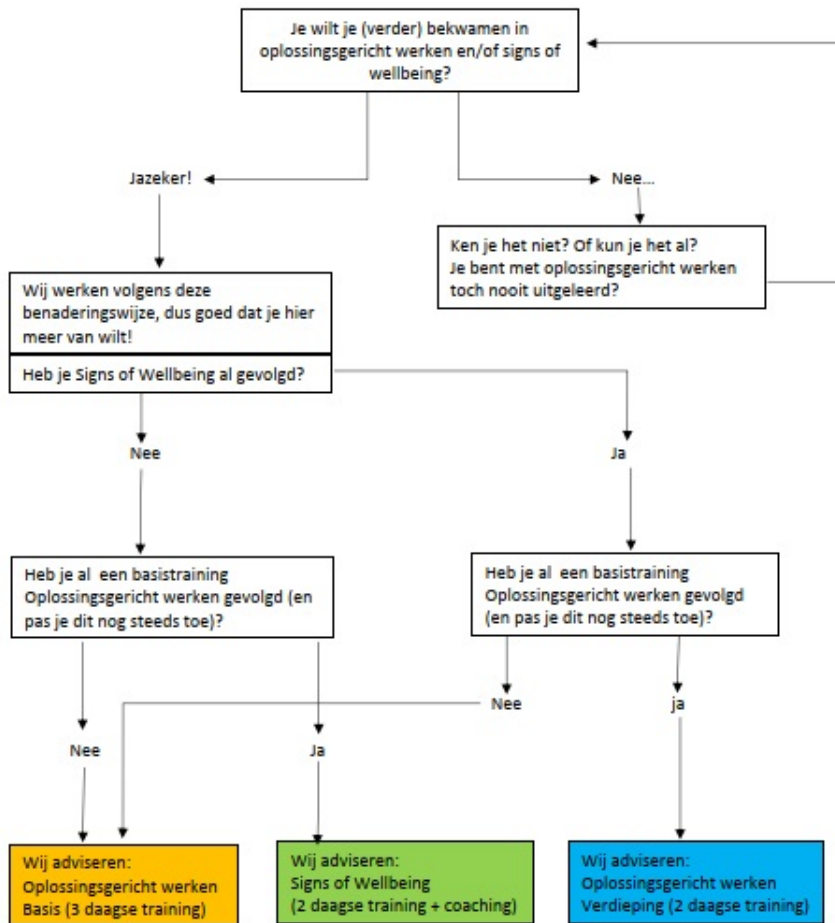 Je wilt je (verder) bekwamen in
oplossingsgericht werken en/of signs of
wellbeing?
Jazeker!
Nee...
Ken je het niet? Of kun je het al?
Je bent met oplossingsgericht werken
toch nooit uitgeleerd?
Wij werken volgens deze
benaderingswijze, dus goed dat je hier
meer van wilt!
Heb je Signs of Wellbeing al gevolgd?
Nee
Ja
Heb je al een basistraining
Oplossingsgericht werken gevolgd (en
pas je dit nog steeds toe)?
Heb je al een basistraining
Oplossingsgericht werken gevolgd
(en pas je dit nog steeds toe)?
Nee
ja
Nee
Ja
Wij adviseren:
Oplossingsgericht werken
Basis (3 daagse training)
Wij adviseren:
Signs of Wellbeing
(2 daagse training + coaching)
Wij adviseren:
Oplossingsgericht werken
Verdieping (2 daagse training)